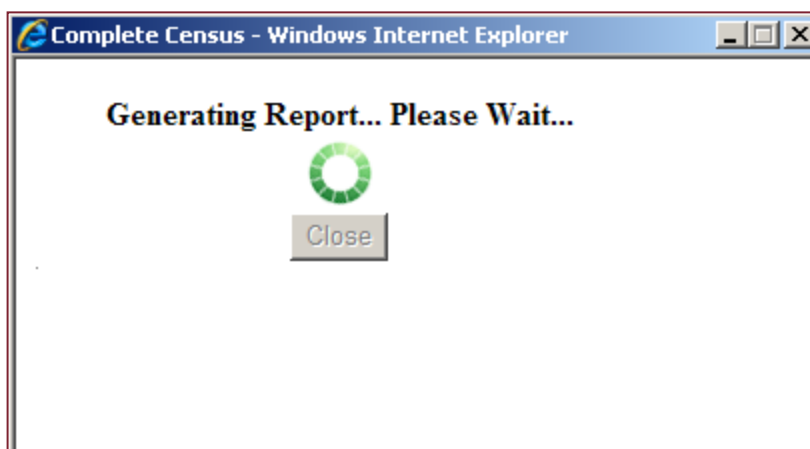 Complete Census - Windows Internet Explorer
Generating Report... Please Wait...
Close